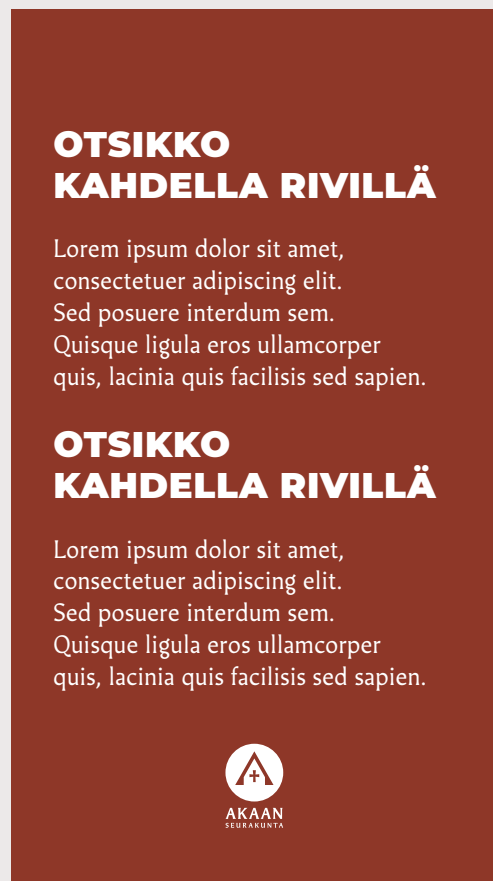 OTSIKKO
KAHDELLA RIVILLÄ
Lorem ipsum dolor sit amet,
consectetuer adipiscing elit.
Sed posuere interdum sem.
Quisque ligula eros ullamcorper
quis, lacinia quis facilisis sed sapien.
OTSIKKO
KAHDELLA RIVILLÄ
Lorem ipsum dolor sit amet,
consectetuer adipiscing elit.
Sed posuere interdum sem.
Quisque ligula eros ullamcorper
quis, lacinia quis facilisis sed sapien.
AKAAN
SEURAKUNTA